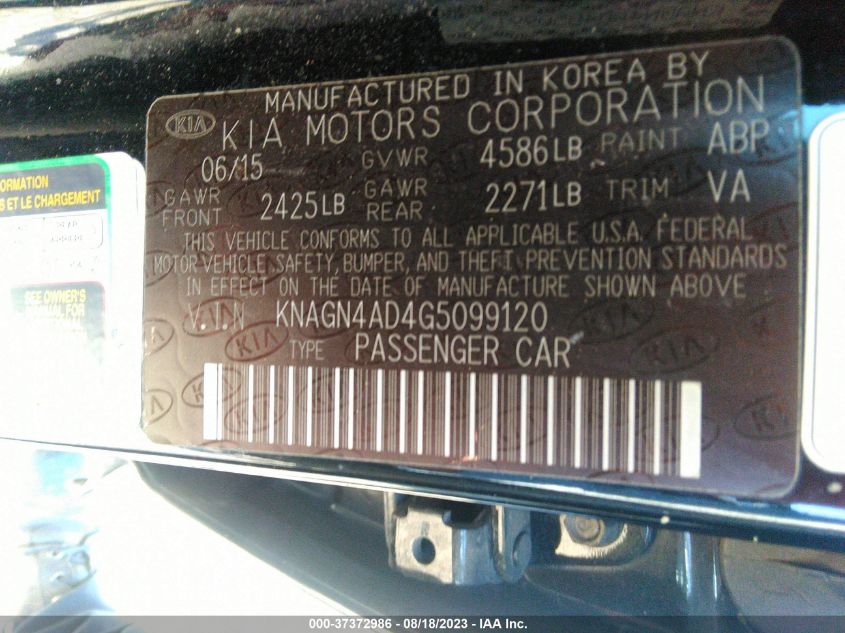 MANUFACTURED IN KOREA BY
KIA KIA MOTORS CORPORATION
06/15 GVWR 4586LB PAINT ABP
GAWR FRONT 2425LB GAWR REAR 2271LB TRIM VA
THIS VEHICLE CONFORMS TO ALL APPLICABLE U.S.A. FEDERAL
MOTOR VEHICLE SAFETY, BUMPER, AND THEFT PREVENTION STANDARDS
IN EFFECT ON THE DATE OF MANUFACTURE SHOWN ABOVE
V.I.N KNAGN4AD4G5099120
TYPE PASSENGER CAR
ORMATION
S ET LE CHARGEMENT
SEE OWNER'S
MANUAL FOR
000-37372986 - 08/18/2023 - IAA Inc.